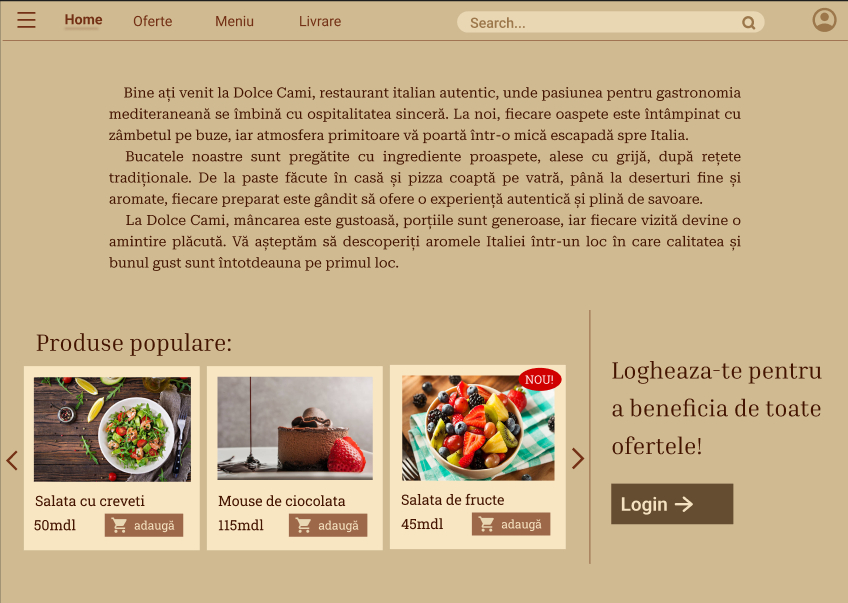 Home Oferte Meniu Livrare Search...
Bine ați venit la Dolce Cami, restaurant italian autentic, unde pasiunea pentru gastronomia
mediteraneană se îmbină cu ospitalitatea sinceră. La noi, fiecare oaspete este întâmpinat cu
zâmbetul pe buze, iar atmosfera primitoare vă poartă într-o mică escapadă spre Italia.
Bucatele noastre sunt pregătite cu ingrediente proaspete, alese cu grijă, după rețete
tradiționale. De la paste făcute în casă și pizza coaptă pe vatră, până la deserturi fine și
aromate, fiecare preparat este gândit să ofere o experiență autentică și plină de savoare.
La Dolce Cami, mâncarea este gustoasă, porțiile sunt generoase, iar fiecare vizită devine o
amintire plăcută. Vă așteptăm să descoperiți aromele Italiei într-un loc în care calitatea și
bunul gust sunt întotdeauna pe primul loc.
Produse populare:
Salata cu creveti
50mdl adaugă
Mouse de ciocolata
115mdl adaugă
NOU!
Salata de fructe
45mdl adaugă
Logheaza-te pentru
a beneficia de toate
ofertele!
Login